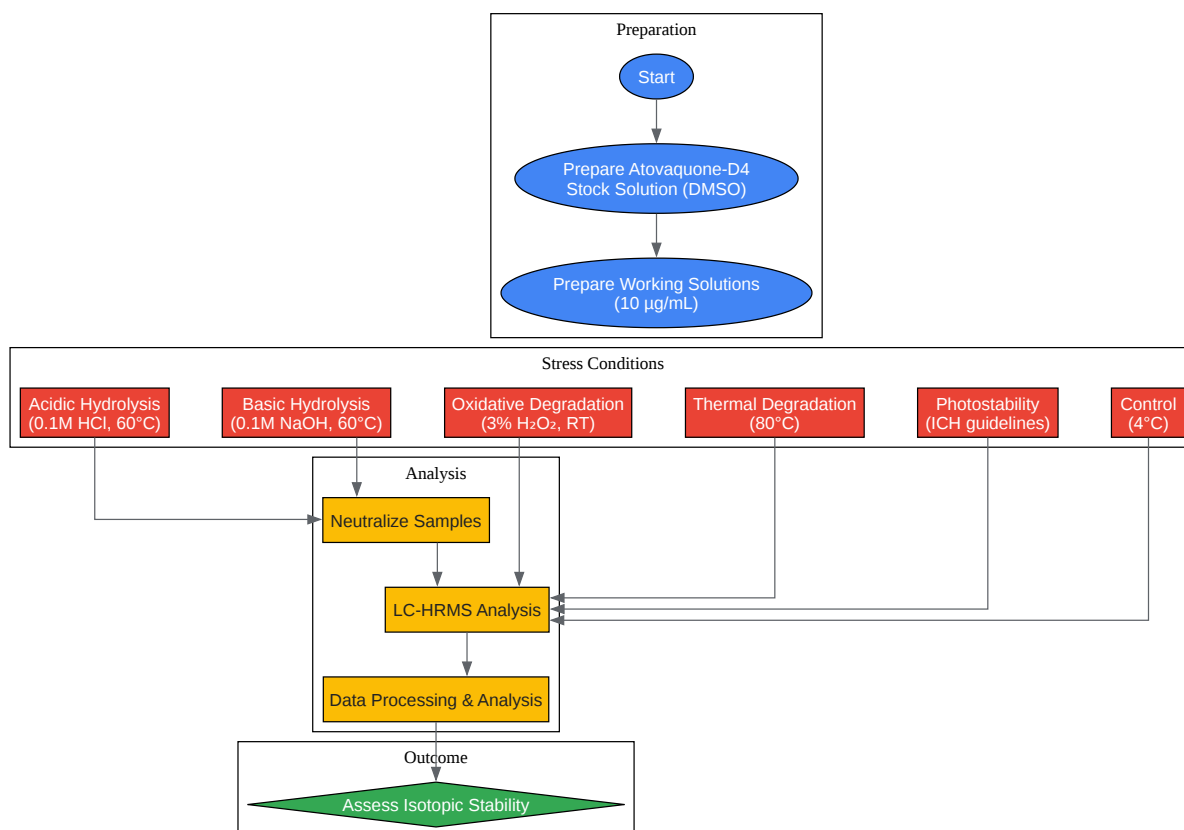 Preparation
Start
Prepare Atovaquone-D4
Stock Solution (DMSO)
Prepare Working Solutions
(10 µg/mL)
Stress Conditions
Acidic Hydrolysis
(0.1M HCl, 60°C)
Basic Hydrolysis
(0.1M NaOH, 60°C)
Oxidative Degradation
(3% H₂O₂, RT)
Thermal Degradation
(80°C)
Photostability
(ICH guidelines)
Control
(4°C)
Analysis
Neutralize Samples
LC-HRMS Analysis
Data Processing & Analysis
Outcome
Assess Isotopic Stability